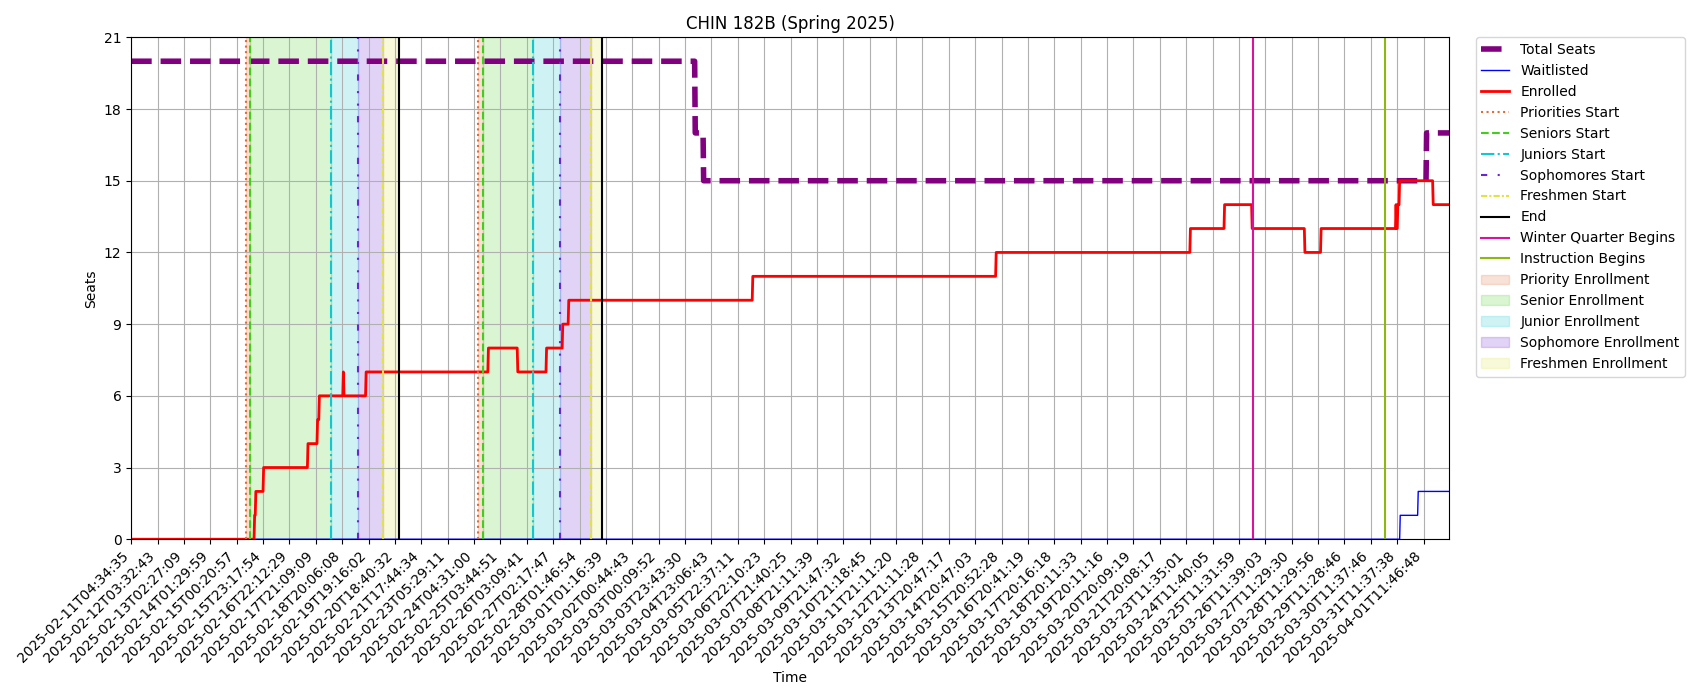 CHIN 182B (Spring 2025)
Seats
21
18
15
12
9
6
3
0
2025-02-11T04:34:35
2025-02-12T03:32:43
2025-02-13T02:27:09
2025-02-14T01:29:59
2025-02-15T00:20:57
2025-02-15T23:17:54
2025-02-16T22:12:29
2025-02-17T21:09:09
2025-02-18T20:06:08
2025-02-19T19:16:02
2025-02-20T18:40:32
2025-02-21T17:44:34
2025-02-23T05:29:11
2025-02-24T04:31:00
2025-02-25T03:44:51
2025-02-26T03:09:41
2025-02-27T02:17:47
2025-02-28T01:46:54
2025-03-01T01:16:39
2025-03-02T00:44:43
2025-03-03T00:09:52
2025-03-03T23:43:30
2025-03-04T23:06:43
2025-03-05T22:37:11
2025-03-06T22:10:23
2025-03-07T21:40:25
2025-03-08T21:11:39
2025-03-09T21:47:32
2025-03-10T21:18:45
2025-03-11T21:11:20
2025-03-12T21:11:28
2025-03-13T20:47:17
2025-03-14T20:47:03
2025-03-15T20:52:28
2025-03-16T20:41:19
2025-03-17T20:16:18
2025-03-18T20:11:33
2025-03-19T20:11:16
2025-03-20T20:09:19
2025-03-21T20:08:17
2025-03-23T11:35:01
2025-03-24T11:40:05
2025-03-25T11:31:59
2025-03-26T11:39:03
2025-03-27T11:29:30
2025-03-28T11:29:56
2025-03-29T11:28:46
2025-03-30T11:37:46
2025-03-31T11:37:38
2025-04-01T11:46:48
Time
Total Seats
Waitlisted
Enrolled
Priorities Start
Seniors Start
Juniors Start
Sophomores Start
Freshmen Start
End
Winter Quarter Begins
Instruction Begins
Priority Enrollment
Senior Enrollment
Junior Enrollment
Sophomore Enrollment
Freshmen Enrollment